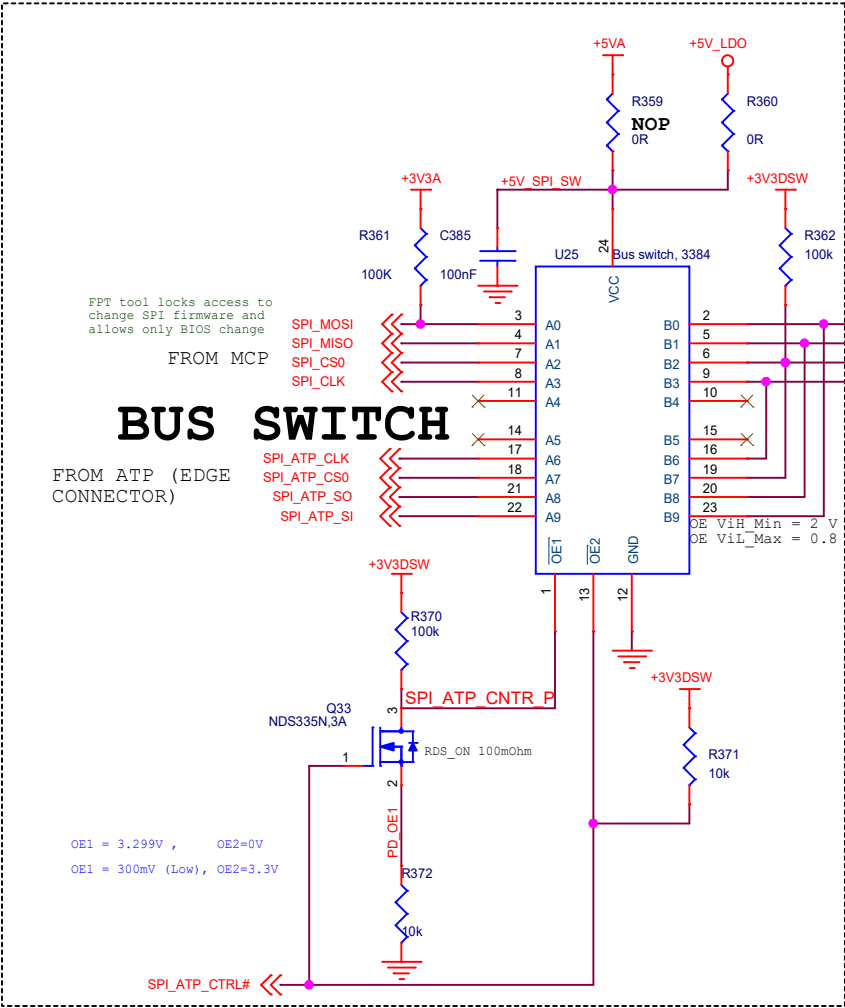 +5VA
+5V_LDO
R359
NOP
0R
R360
0R
+3V3A
+5V_SPI_SW
+3V3DSW
R361
100K
C385
100nF
24
U25
Bus switch, 3384
R362
100k
VCC
FPT tool locks access to
change SPI firmware and
allows only BIOS change
FROM MCP
SPI_MOSI 3 A0 B0 2
SPI_MISO 4 A1 B1 5
SPI_CS0 7 A2 B2 6
SPI_CLK 8 A3 B3 9
11 A4 B4 10
BUS SWITCH
14 A5 B5 15
SPI_ATP_CLK 17 A6 B6 16
FROM ATP (EDGE
CONNECTOR)
SPI_ATP_CS0 18 A7 B7 19
SPI_ATP_SO 21 A8 B8 20
SPI_ATP_SI 22 A9 B9 23
OE ViH_Min = 2 V
OE ViL_Max = 0.8
OE1
OE2
GND
1
13
12
+3V3DSW
R370
100k
SPI_ATP_CNTR_P
+3V3DSW
Q33
NDS335N,3A
3
1
2
RDS_ON 100mOhm
R371
10k
PD_OE1
OE1 = 3.299V , OE2=0V
OE1 = 300mV (Low), OE2=3.3V
R372
10k
SPI_ATP_CTRL#